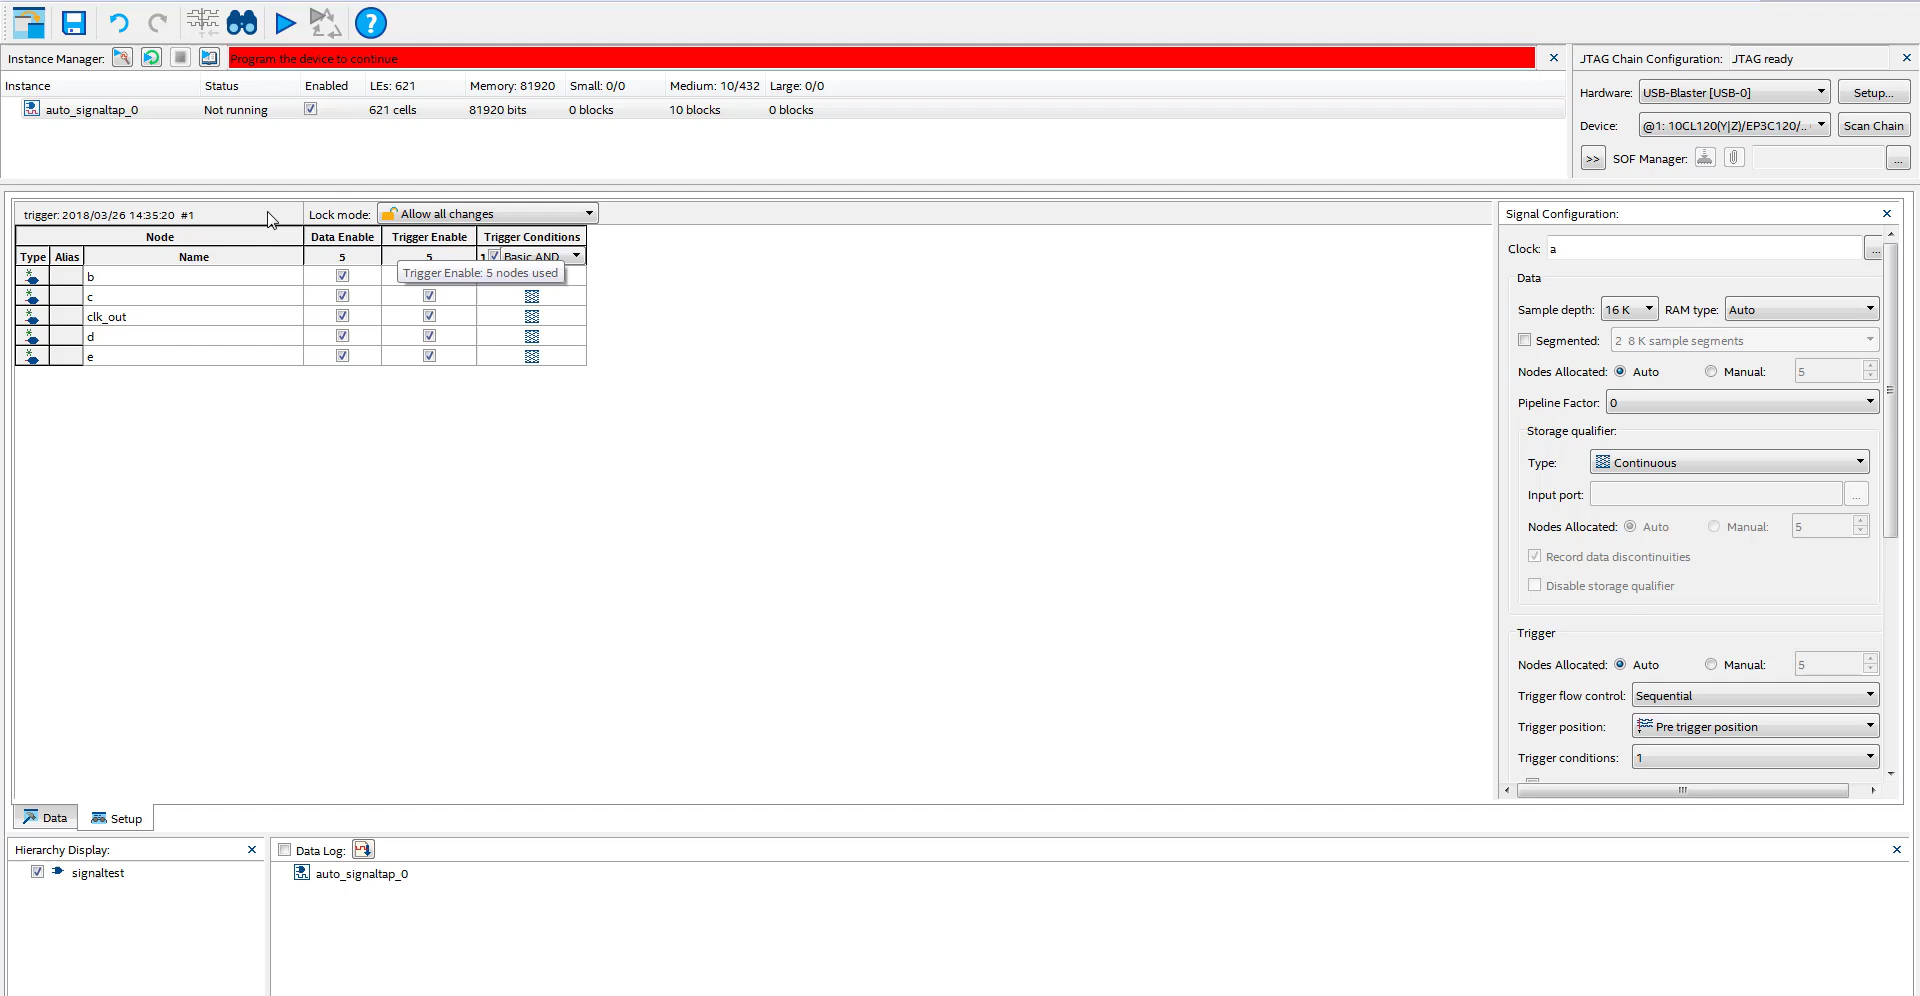 Instance Manager: Program the device to continue
Instance Status Enabled LEs: 621 Memory: 81920 Small: 0/0 Medium: 10/432 Large: 0/0
auto_signaltap_0 Not running 621 cells 81920 bits 0 blocks 10 blocks 0 blocks
JTAG Chain Configuration: JTAG ready
Hardware: USB-Blaster [USB-0] Setup...
Device: @1: 10CL120(Y|Z)/EP3C120/.. Scan Chain
>> SOF Manager: ...
trigger: 2018/03/26 14:35:20 #1 Lock mode: Allow all changes
Node Data Enable Trigger Enable Trigger Conditions
Type Alias Name 5 5 1 Basic AND
Trigger Enable: 5 nodes used
b
c
clk_out
d
e
Signal Configuration:
Clock: a ...
Data
Sample depth: 16 K RAM type: Auto
Segmented: 2 8 K sample segments
Nodes Allocated: Auto Manual: 5
Pipeline Factor: 0
Storage qualifier:
Type: Continuous
Input port: ...
Nodes Allocated: Auto Manual: 5
Record data discontinuities
Disable storage qualifier
Trigger
Nodes Allocated: Auto Manual: 5
Trigger flow control: Sequential
Trigger position: Pre trigger position
Trigger conditions: 1
Data Setup
Hierarchy Display:
signaltest
Data Log:
auto_signaltap_0